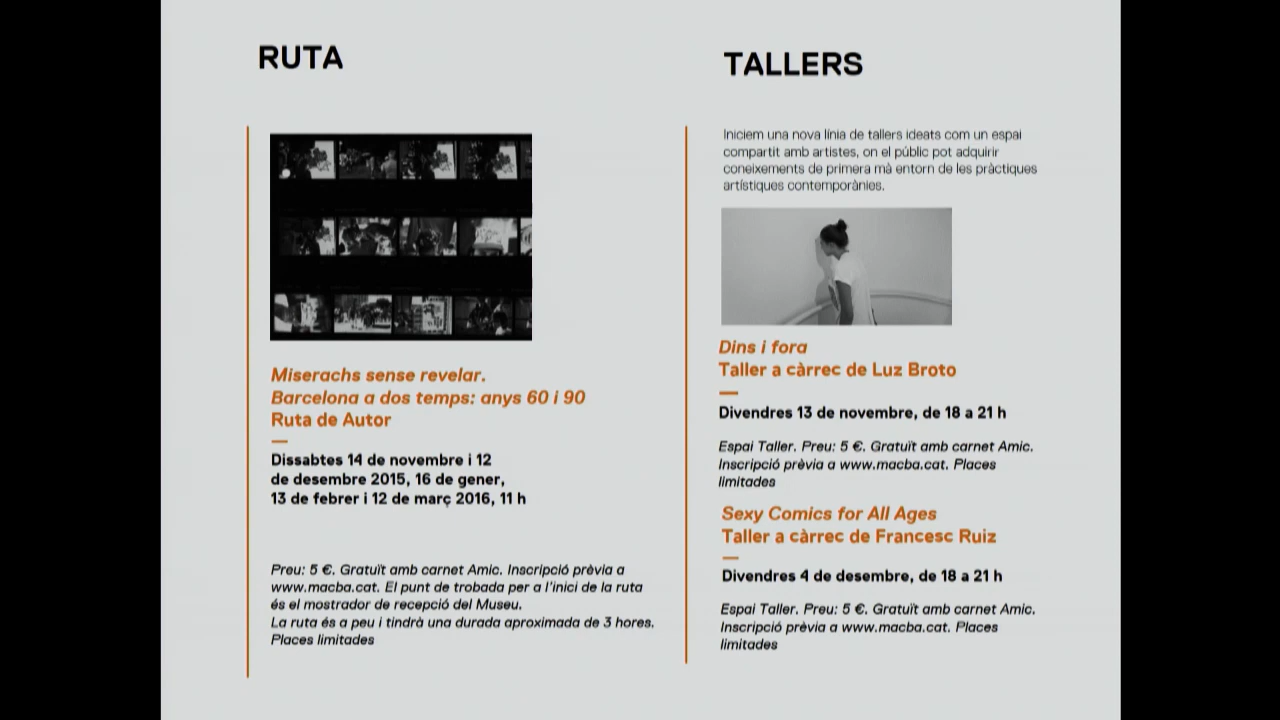 RUTA
Miserachs sense revelar.
Barcelona a dos temps: anys 60 i 90
Ruta de Autor
Dissabtes 14 de novembre i 12
de desembre 2015, 16 de gener,
13 de febrer i 12 de març 2016, 11 h
Preu: 5 €. Gratuït amb carnet Amic. Inscripció prèvia a
www.macba.cat. El punt de trobada per a l'inici de la ruta
és el mostrador de recepció del Museu.
La ruta és a peu i tindrà una durada aproximada de 3 hores.
Places limitades
TALLERS
Iniciem una nova línia de tallers ideats com un espai
compartit amb artistes, on el públic pot adquirir
coneixements de primera mà entorn de les pràctiques
artístiques contemporànies.
Dins i fora
Taller a càrrec de Luz Broto
Divendres 13 de novembre, de 18 a 21 h
Espai Taller. Preu: 5 €. Gratuït amb carnet Amic.
Inscripció prèvia a www.macba.cat. Places
limitades
Sexy Comics for All Ages
Taller a càrrec de Francesc Ruiz
Divendres 4 de desembre, de 18 a 21 h
Espai Taller. Preu: 5 €. Gratuït amb carnet Amic.
Inscripció prèvia a www.macba.cat. Places
limitades